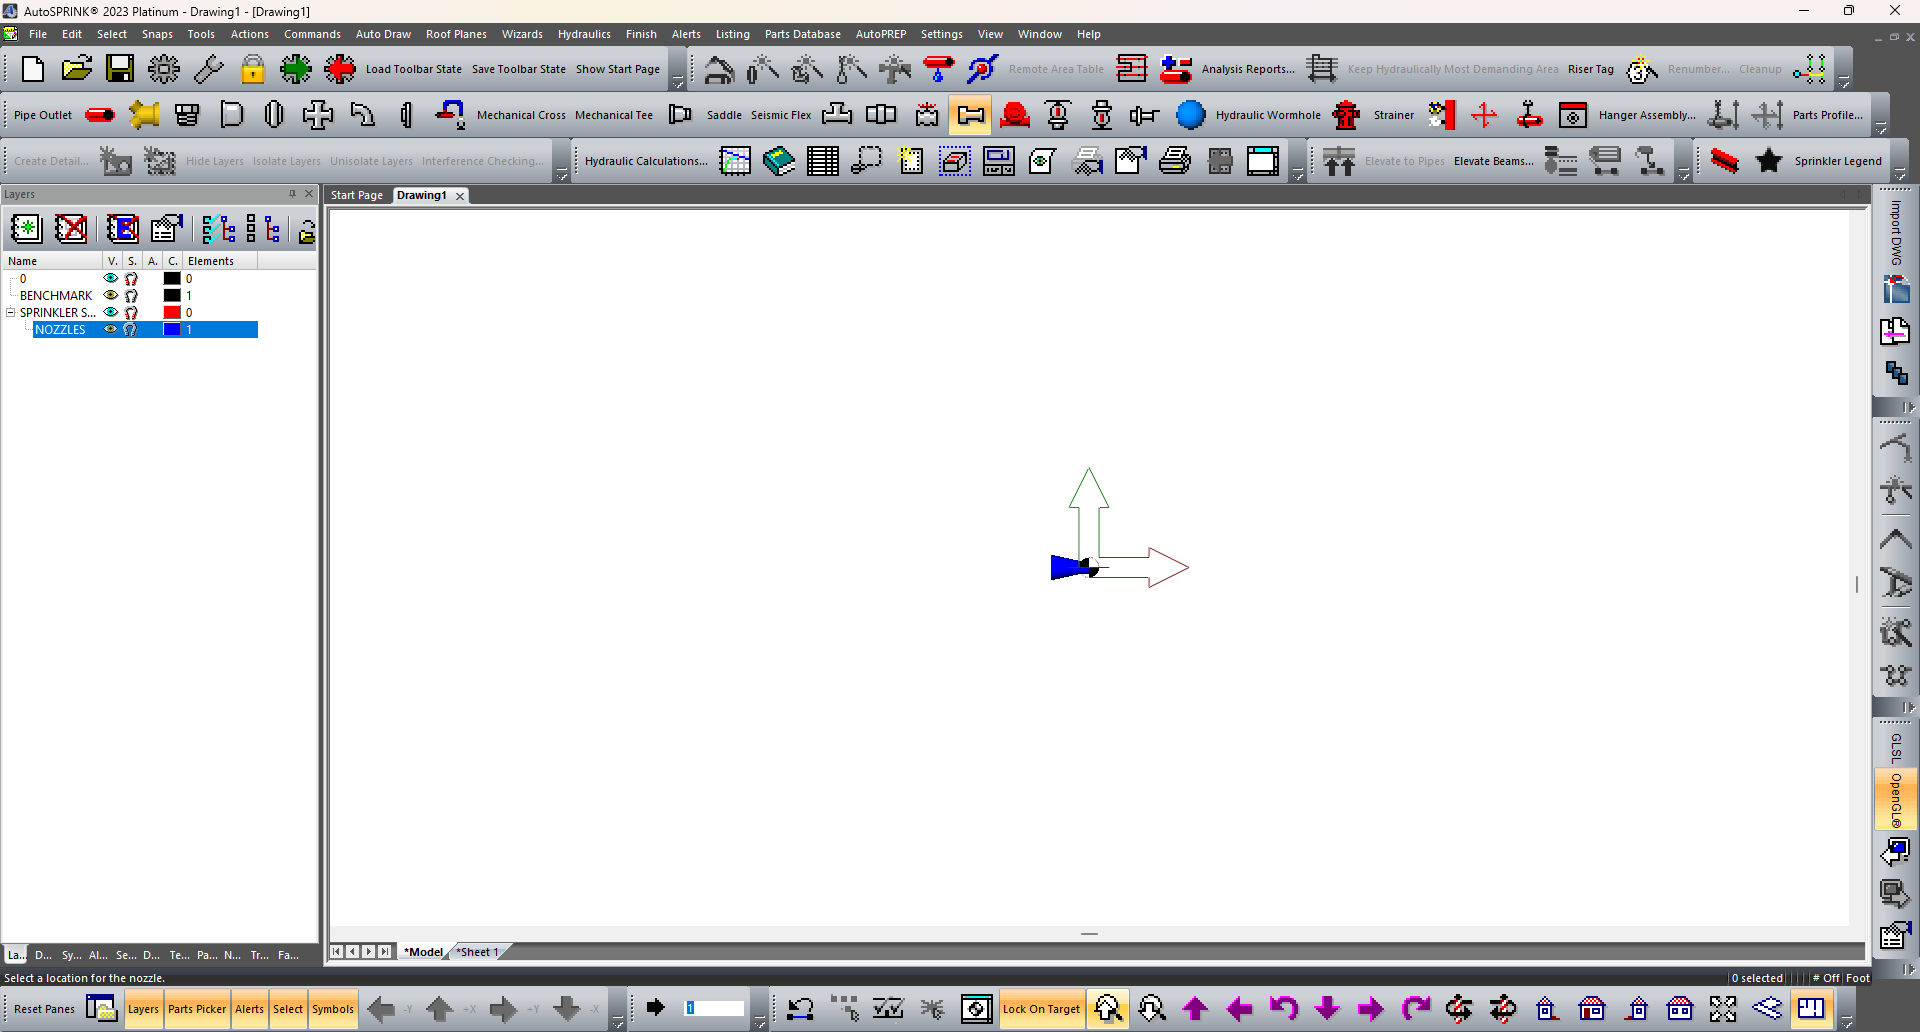 AutoSPRINK® 2023 Platinum - Drawing1 - [Drawing1]
File Edit Select Snaps Tools Actions Commands Auto Draw Roof Planes Wizards Hydraulics Finish Alerts Listing Parts Database AutoPREP Settings View Window Help
Load Toolbar State Save Toolbar State Show Start Page Remote Area Table Analysis Reports... Keep Hydraulically Most Demanding Area Riser Tag Renumber... Cleanup
Pipe Outlet Mechanical Cross Mechanical Tee Saddle Seismic Flex Hydraulic Wormhole Strainer Hanger Assembly... Parts Profile...
Create Detail... Hide Layers Isolate Layers Unisolate Layers Interference Checking... Hydraulic Calculations... Elevate to Pipes Elevate Beams... Sprinkler Legend
Layers
Start Page Drawing1
Name V. S. A. C. Elements
0 0
BENCHMARK 1
SPRINKLER S... 0
NOZZLES 1
Import DWG
GLSL
OpenGL®
La... D... Sy... Al... Se... D... Te... Pa... N... Tr... Fa...
*Model *Sheet 1
Select a location for the nozzle.
0 selected # Off Foot
Reset Panes Layers Parts Picker Alerts Select Symbols -Y +X +Y -X 1 Lock On Target